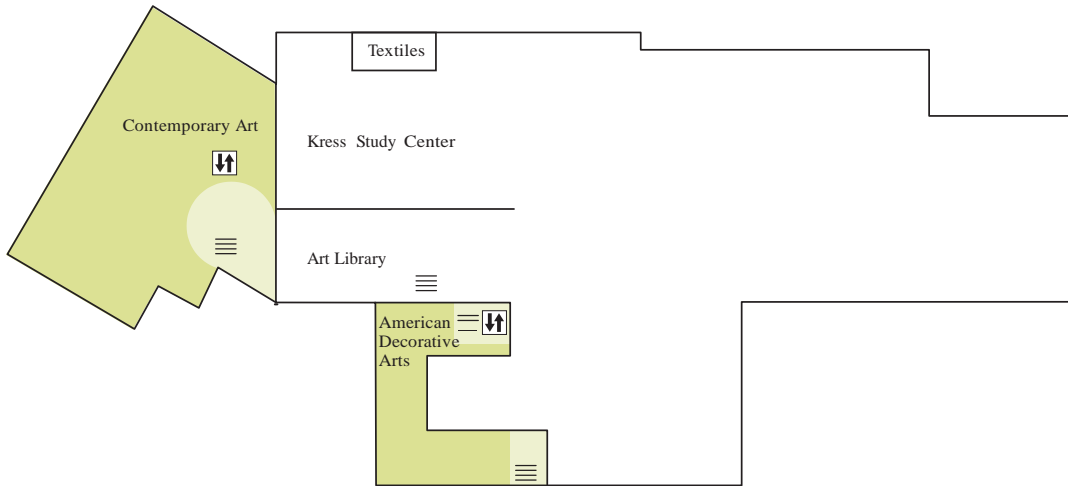 Textiles
Contemporary Art
Kress Study Center
Art Library
American
Decorative
Arts